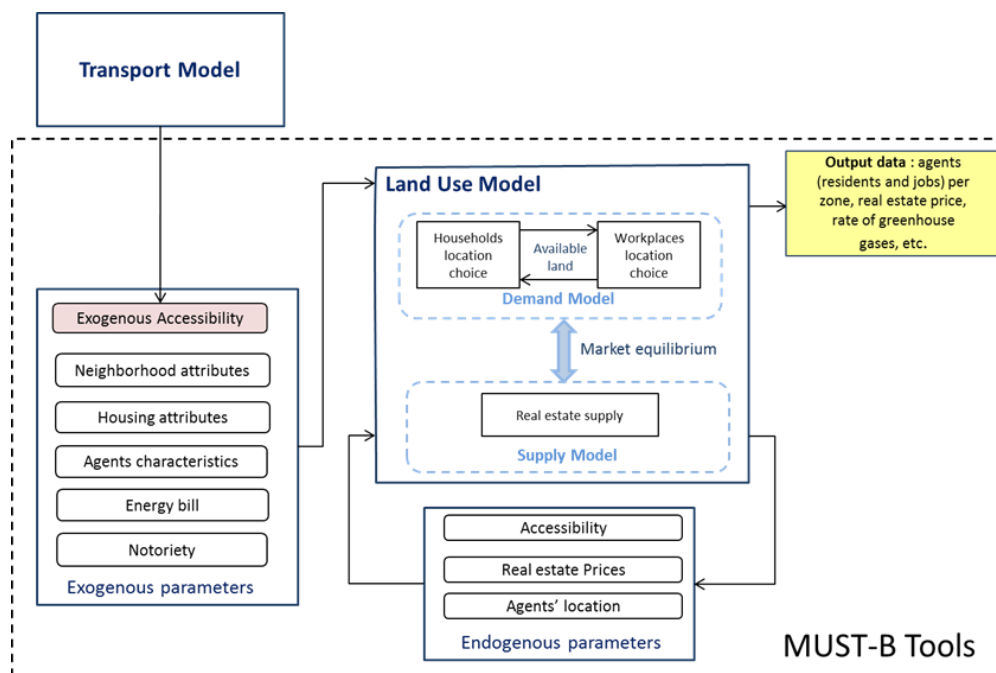 Transport Model
Output data : agents
(residents and jobs) per
zone, real estate price,
rate of greenhouse
gases, etc.
Land Use Model
Households
location
choice
Available
land
Workplaces
location
choice
Demand Model
Market equilibrium
Real estate supply
Supply Model
Exogenous Accessibility
Neighborhood attributes
Housing attributes
Agents characteristics
Energy bill
Notoriety
Exogenous parameters
Accessibility
Real estate Prices
Agents’ location
Endogenous parameters
MUST-B Tools